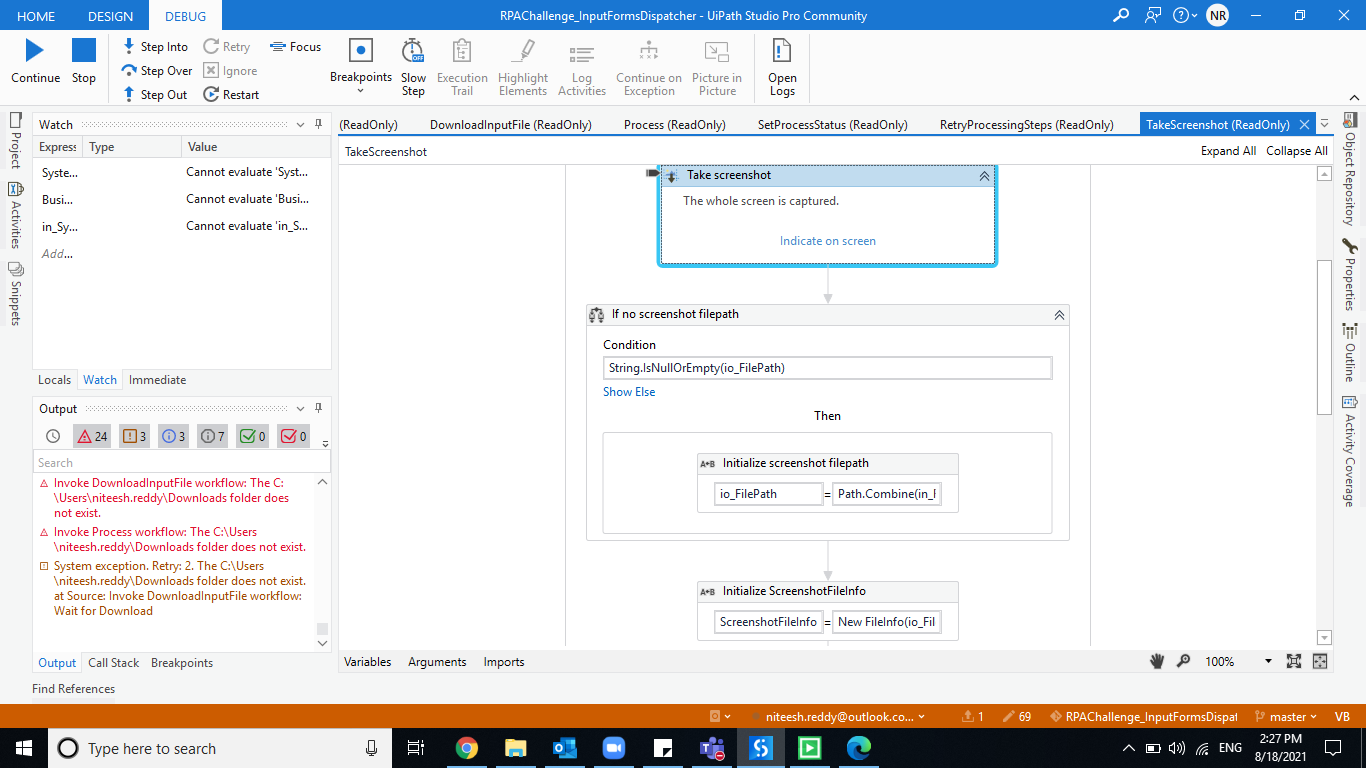 HOME DESIGN DEBUG
RPAChallenge_InputFormsDispatcher - UiPath Studio Pro Community
NR
Continue
Stop
Step Into
Step Over
Step Out
Retry
Ignore
Restart
Focus
Breakpoints
Slow
Step
OFF
Execution
Trail
Highlight
Elements
Log
Activities
Continue on
Exception
Picture in
Picture
Open
Logs
Project
Activities
Snippets
Watch
Express Type Value
Syste... Cannot evaluate 'Syst...
Busi... Cannot evaluate 'Busi...
in_Sy... Cannot evaluate 'in_S...
Add...
Locals Watch Immediate
Output
24 3 3 7 0 0
Search
Invoke DownloadInputFile workflow: The C:
\Users\niteesh.reddy\Downloads folder does
not exist.
Invoke Process workflow: The C:\Users
\niteesh.reddy\Downloads folder does not exist.
System exception. Retry: 2. The C:\Users
\niteesh.reddy\Downloads folder does not exist.
at Source: Invoke DownloadInputFile workflow:
Wait for Download
Output Call Stack Breakpoints
Find References
(ReadOnly) DownloadInputFile (ReadOnly) Process (ReadOnly) SetProcessStatus (ReadOnly) RetryProcessingSteps (ReadOnly) TakeScreenshot (ReadOnly)
TakeScreenshot
Expand All Collapse All
Take screenshot
The whole screen is captured.
Indicate on screen
If no screenshot filepath
Condition
String.IsNullOrEmpty(io_FilePath)
Show Else
Then
A+B Initialize screenshot filepath
io_FilePath = Path.Combine(in_F
A+B Initialize ScreenshotFileInfo
ScreenshotFileInfo = New FileInfo(io_Fil
Variables Arguments Imports
100%
Object Repository
Properties
Outline
Activity Coverage
niteesh.reddy@outlook.co... 1 69 RPAChallenge_InputFormsDispat master VB
Type here to search
ENG
2:27 PM
8/18/2021